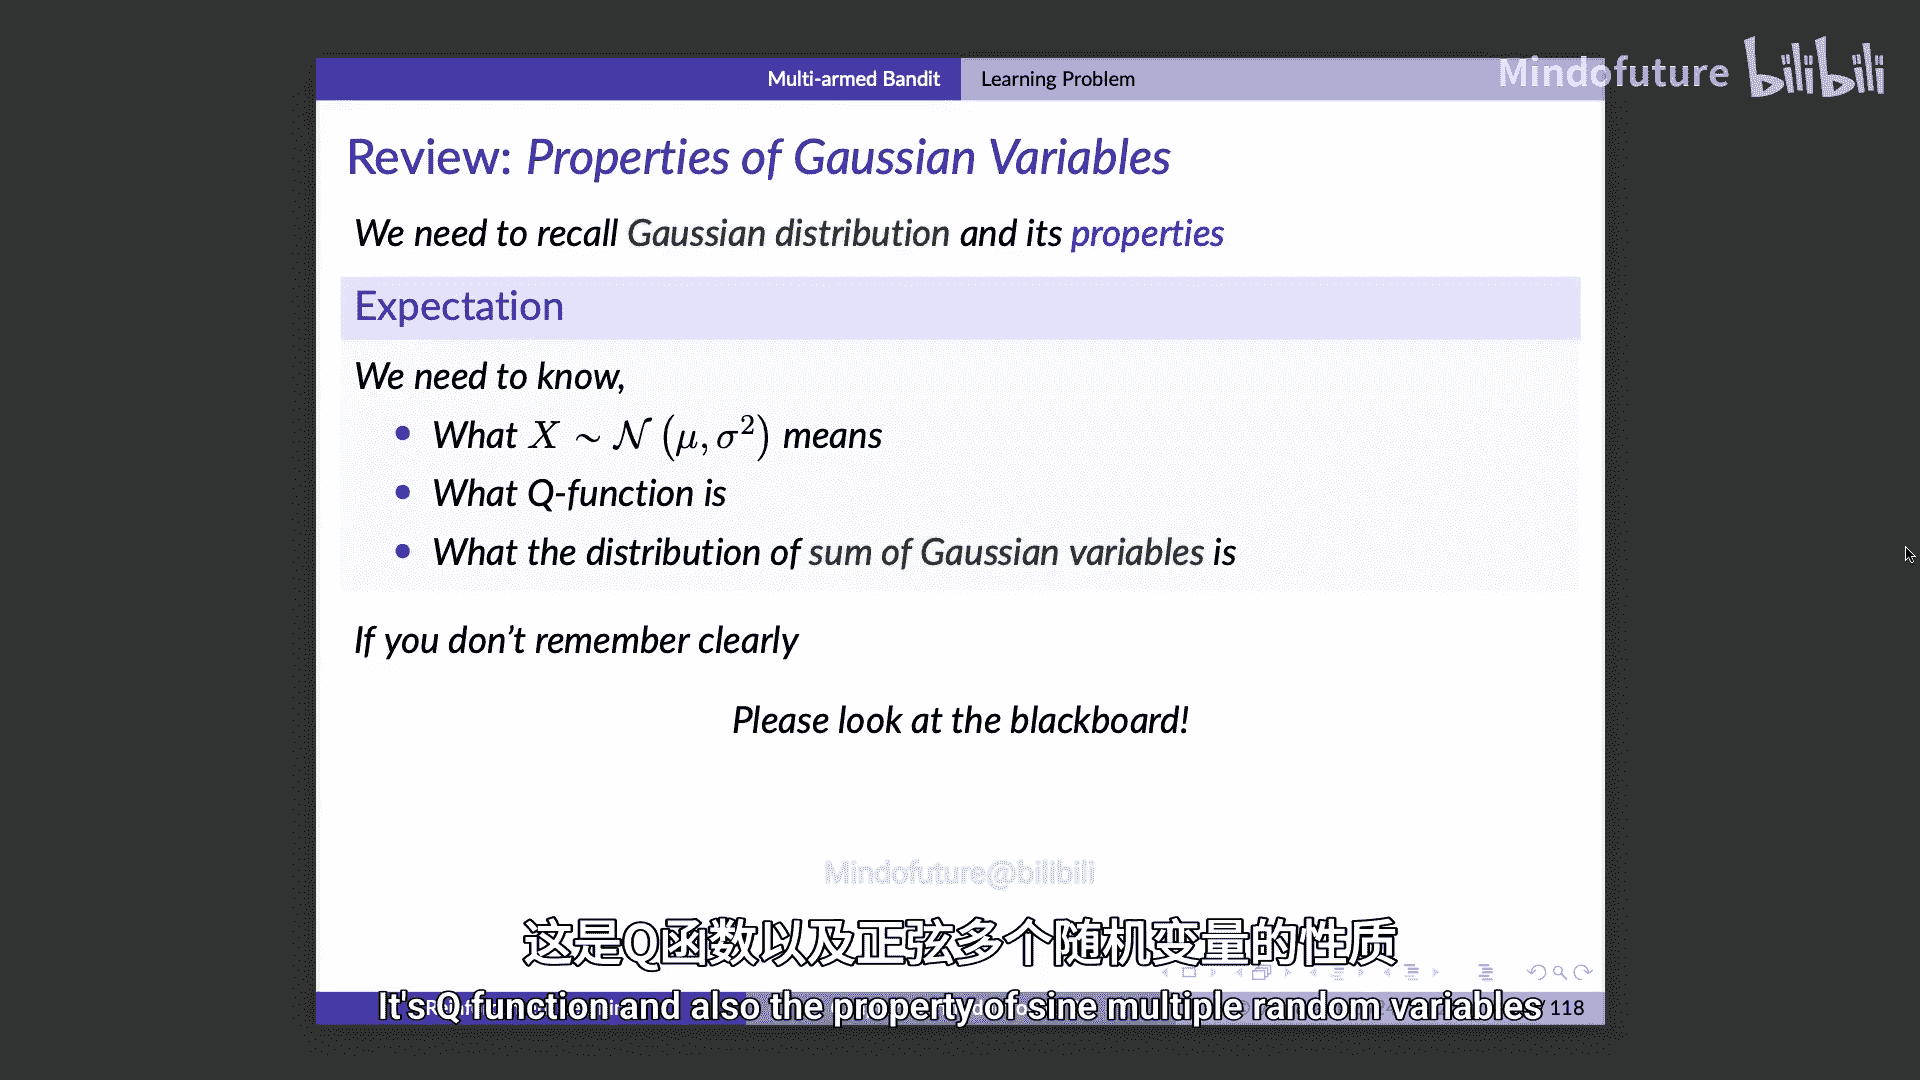 Multi-armed Bandit Learning Problem
Mindofuture bilibili
Review: Properties of Gaussian Variables
We need to recall Gaussian distribution and its properties
Expectation
We need to know,
• What X ∼ 𝒩 (μ, σ²) means
• What Q-function is
• What the distribution of sum of Gaussian variables is
If you don't remember clearly
Please look at the blackboard!
Mindofuture@bilibili
这是Q函数以及正弦多个随机变量的性质
It's Q function and also the property of sine multiple random variables
118